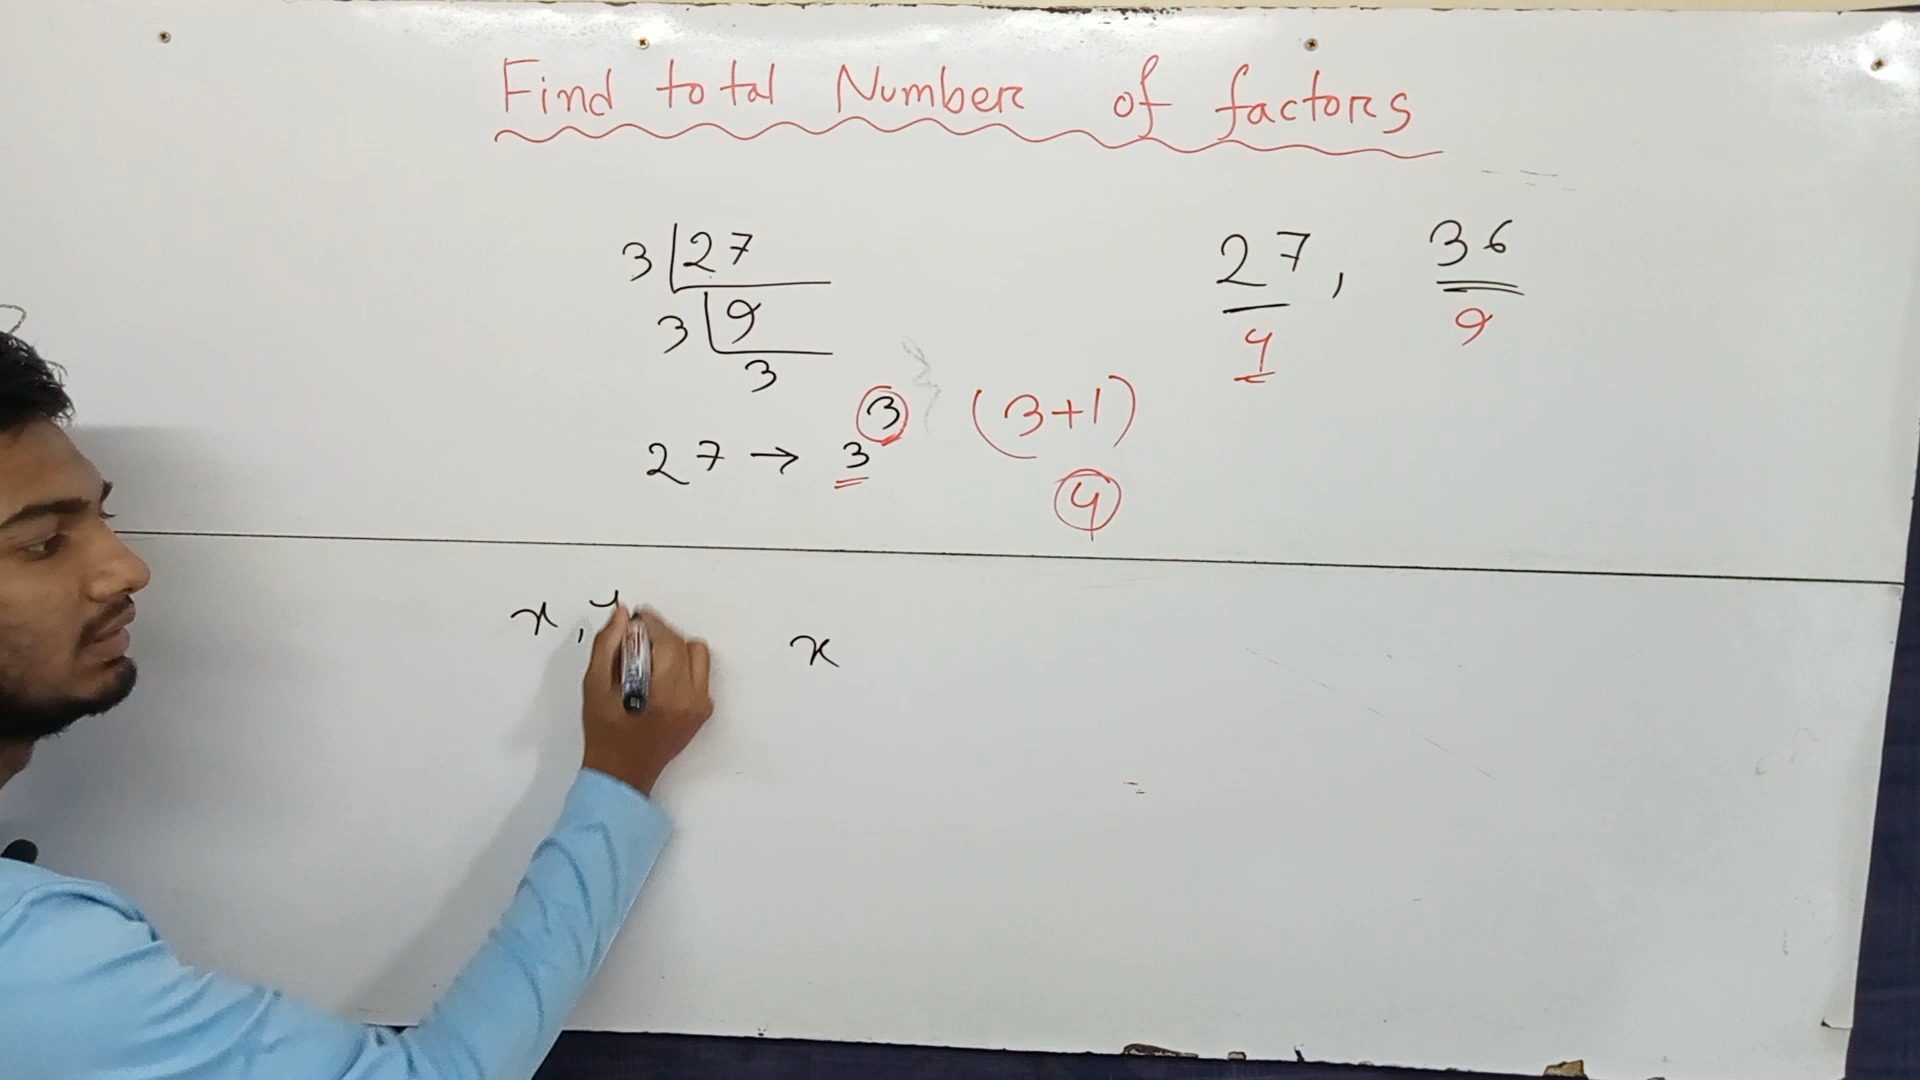 Find total Number of factors
3 27
3 9
3
27 → 3³ (3+1)
4
27, 36
4 9
x, y x